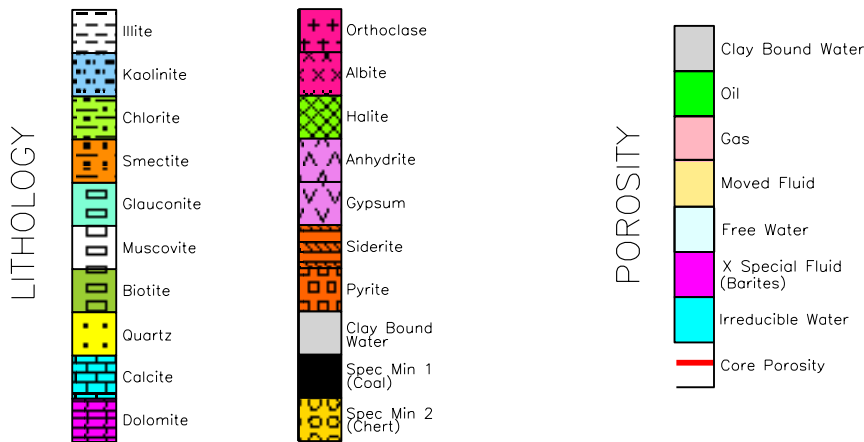 LITHOLOGY
Illite
Kaolinite
Chlorite
Smectite
Glauconite
Muscovite
Biotite
Quartz
Calcite
Dolomite
Orthoclase
Albite
Halite
Anhydrite
Gypsum
Siderite
Pyrite
Clay Bound
Water
Spec Min 1
(Coal)
Spec Min 2
(Chert)
POROSITY
Clay Bound Water
Oil
Gas
Moved Fluid
Free Water
X Special Fluid
(Barites)
Irreducible Water
Core Porosity